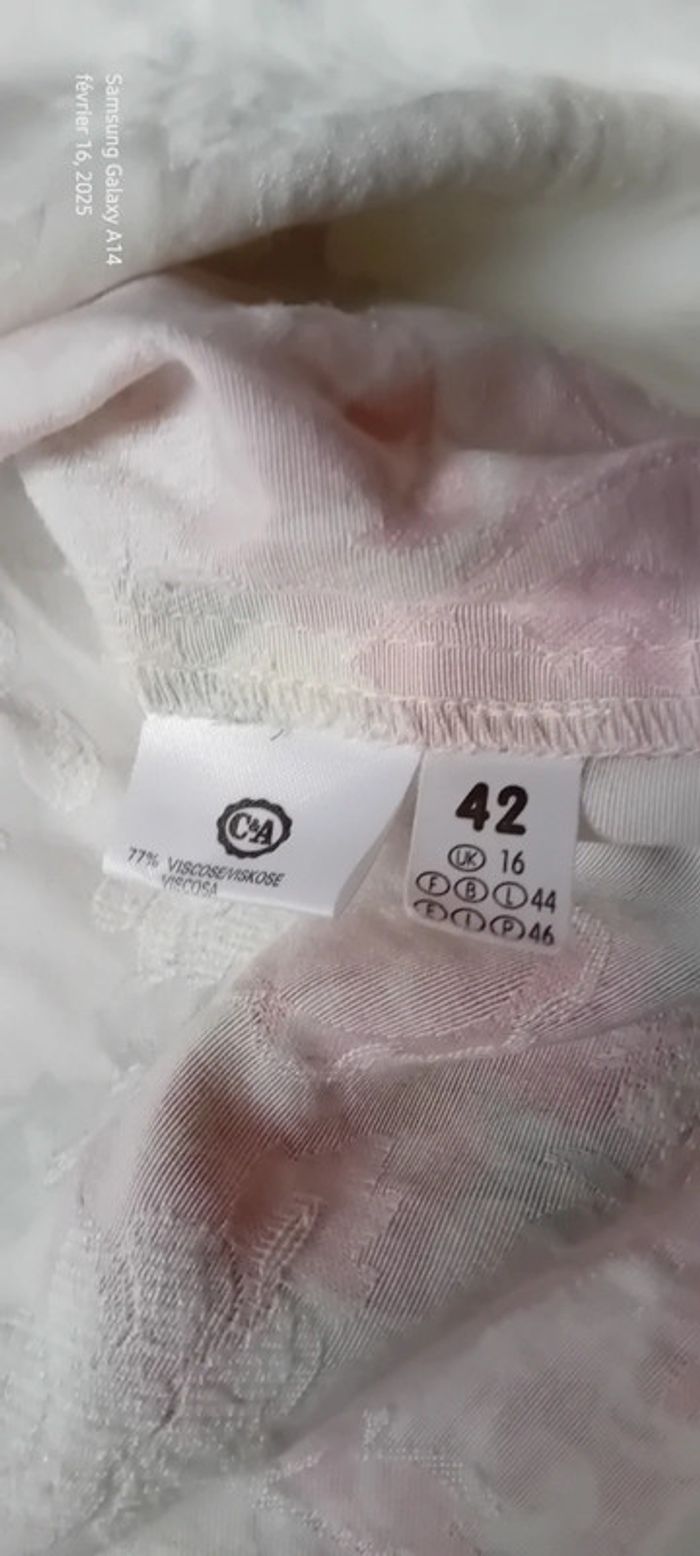 Samsung Galaxy A14
février 16, 2025
C&A
77% VISCOSE/VISKOSE
VISCOSA
42
UK 16
F B L 44
E I P 46